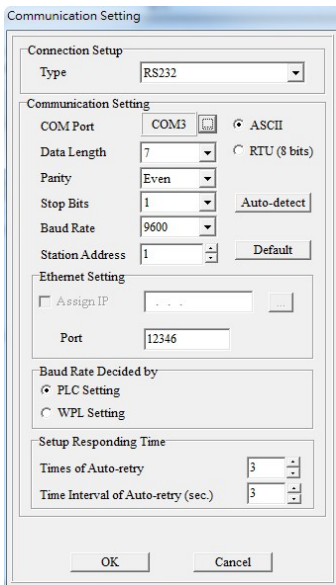 Communication Setting
Connection Setup
Type RS232
Communication Setting
COM Port COM3 ... ASCII
Data Length 7 RTU (8 bits)
Parity Even
Stop Bits 1 Auto-detect
Baud Rate 9600
Station Address 1 Default
Ethernet Setting
Assign IP . . . ...
Port 12346
Baud Rate Decided by
PLC Setting
WPL Setting
Setup Responding Time
Times of Auto-retry 3
Time Interval of Auto-retry (sec.) 3
OK Cancel